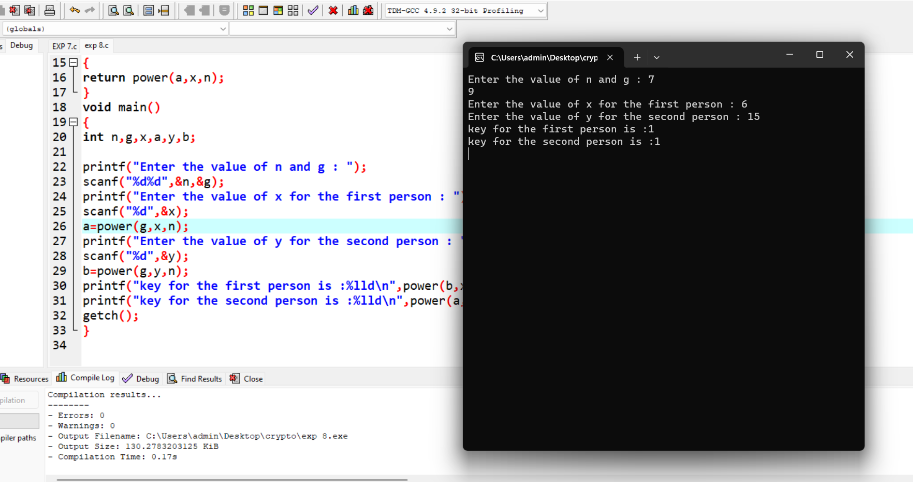 TDM-GCC 4.9.2 32-bit Profiling
(globals)
Debug
EXP 7.c exp 8.c
15 {
16 return power(a,x,n);
17 }
18 void main()
19 {
20 int n,g,x,a,y,b;
21
22 printf("Enter the value of n and g : ");
23 scanf("%d%d",&n,&g);
24 printf("Enter the value of x for the first person : "
25 scanf("%d",&x);
26 a=power(g,x,n);
27 printf("Enter the value of y for the second person :
28 scanf("%d",&y);
29 b=power(g,y,n);
30 printf("key for the first person is :%lld\n",power(b,
31 printf("key for the second person is :%lld\n",power(a,
32 getch();
33 }
34
C:\Users\admin\Desktop\cryp
Enter the value of n and g : 7
9
Enter the value of x for the first person : 6
Enter the value of y for the second person : 15
key for the first person is :1
key for the second person is :1
Resources Compile Log Debug Find Results Close
Compilation results...
--------
- Errors: 0
- Warnings: 0
- Output Filename: C:\Users\admin\Desktop\crypto\exp 8.exe
- Output Size: 130.2783203125 KiB
- Compilation Time: 0.17s
pilation
piler paths